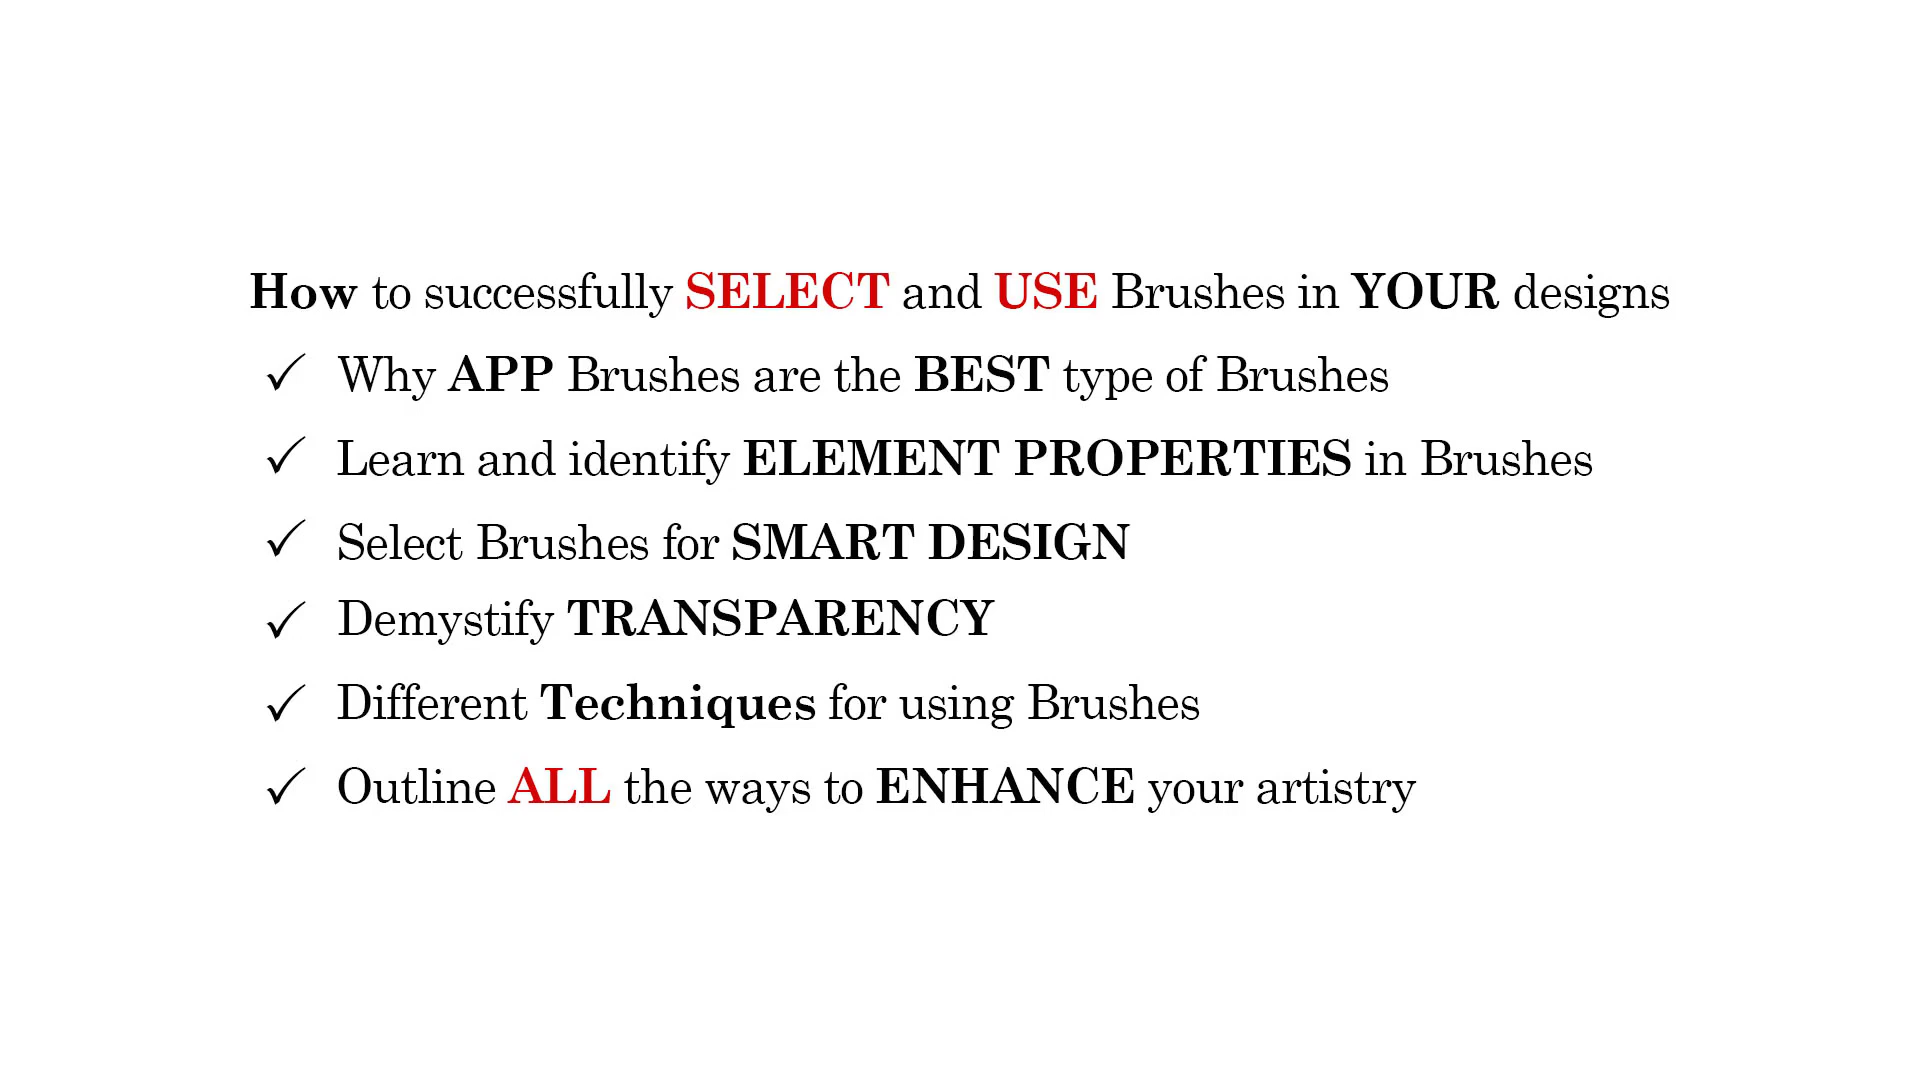 How to successfully SELECT and USE Brushes in YOUR designs
✓ Why APP Brushes are the BEST type of Brushes
✓ Learn and identify ELEMENT PROPERTIES in Brushes
✓ Select Brushes for SMART DESIGN
✓ Demystify TRANSPARENCY
✓ Different Techniques for using Brushes
✓ Outline ALL the ways to ENHANCE your artistry